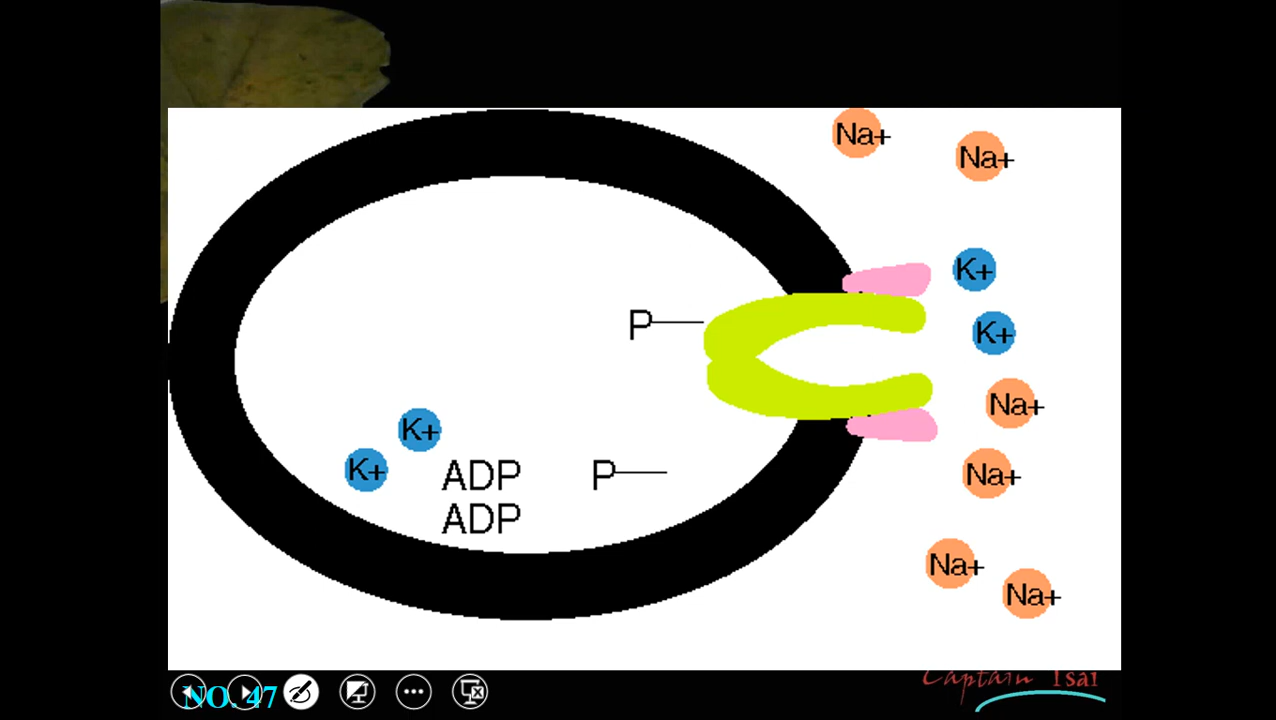 Na+
Na+
K+
P
K+
Na+
K+
K+
ADP
P
Na+
ADP
Na+
Na+
NO. 47
Captain Tsai